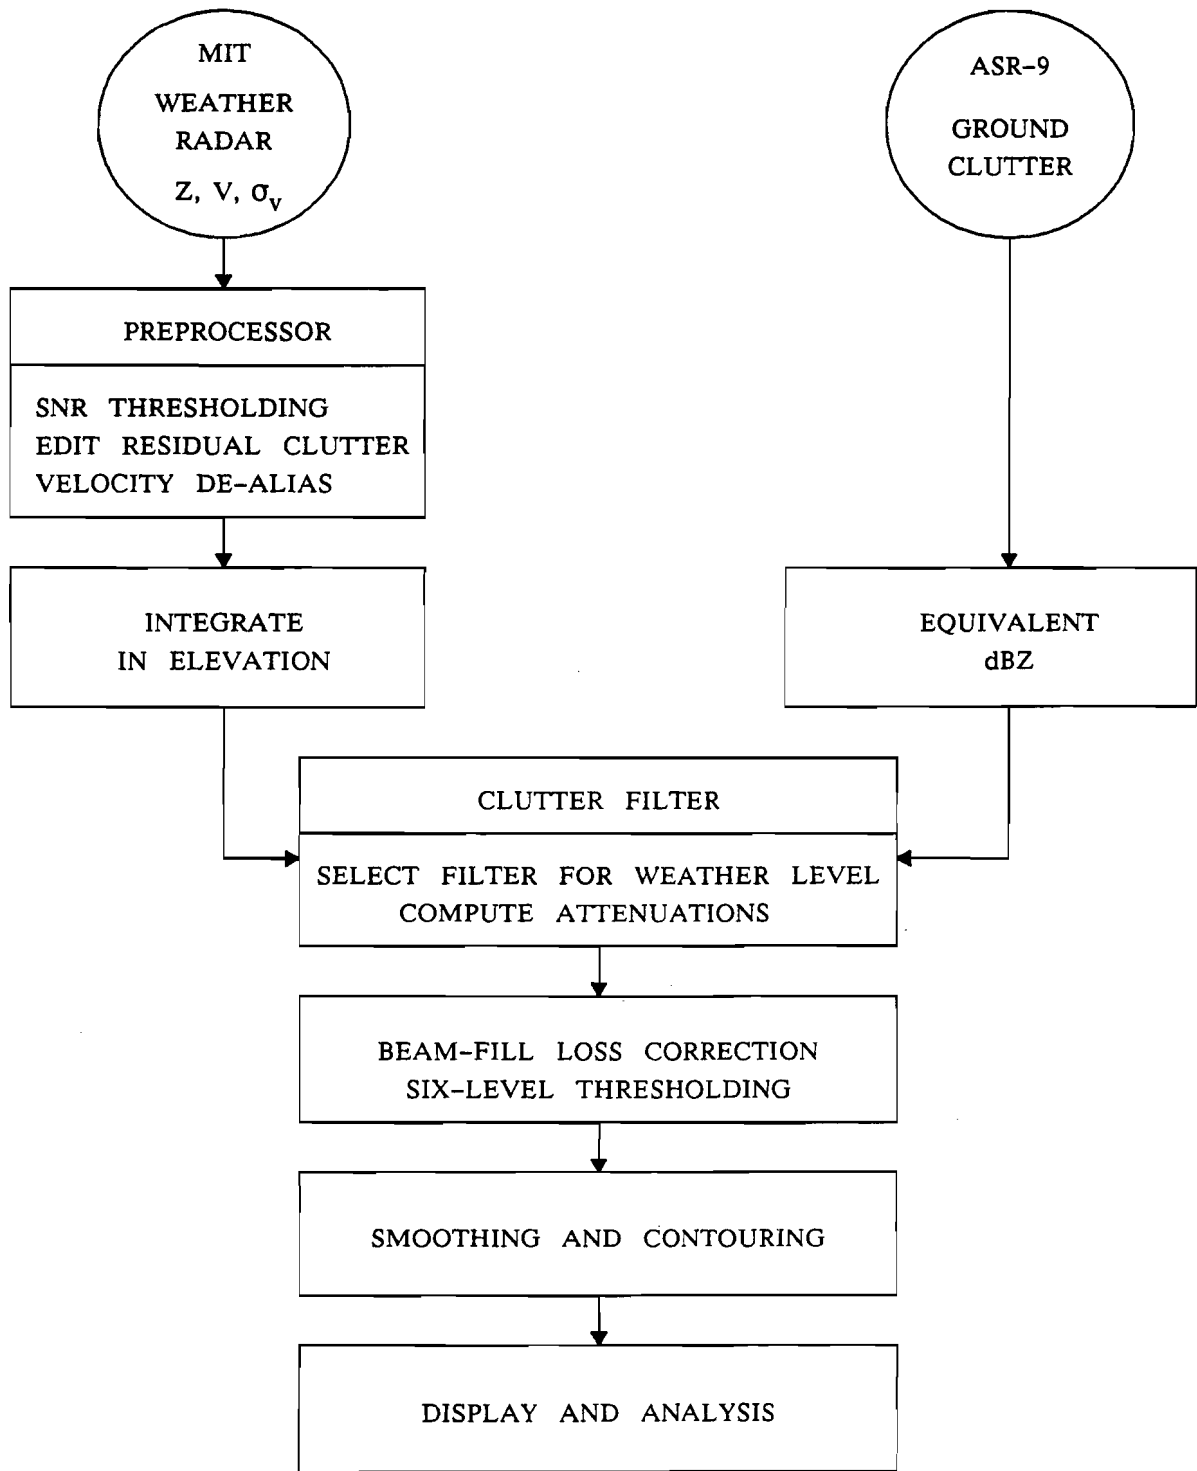 MIT
WEATHER
RADAR
Z, V, σv
ASR-9
GROUND
CLUTTER
PREPROCESSOR
SNR THRESHOLDING
EDIT RESIDUAL CLUTTER
VELOCITY DE-ALIAS
INTEGRATE
IN ELEVATION
EQUIVALENT
dBZ
CLUTTER FILTER
SELECT FILTER FOR WEATHER LEVEL
COMPUTE ATTENUATIONS
BEAM-FILL LOSS CORRECTION
SIX-LEVEL THRESHOLDING
SMOOTHING AND CONTOURING
DISPLAY AND ANALYSIS